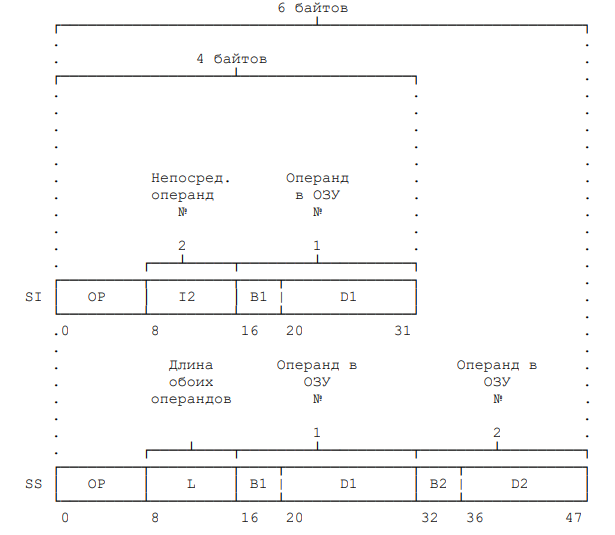 6 байтов
4 байтов
Непосред. Операнд
операнд в ОЗУ
№ №
2 1
SI OP I2 B1 D1
0 8 16 20 31
Длина Операнд в Операнд в
обоих ОЗУ ОЗУ
операндов № №
1 2
SS OP L B1 D1 B2 D2
0 8 16 20 32 36 47